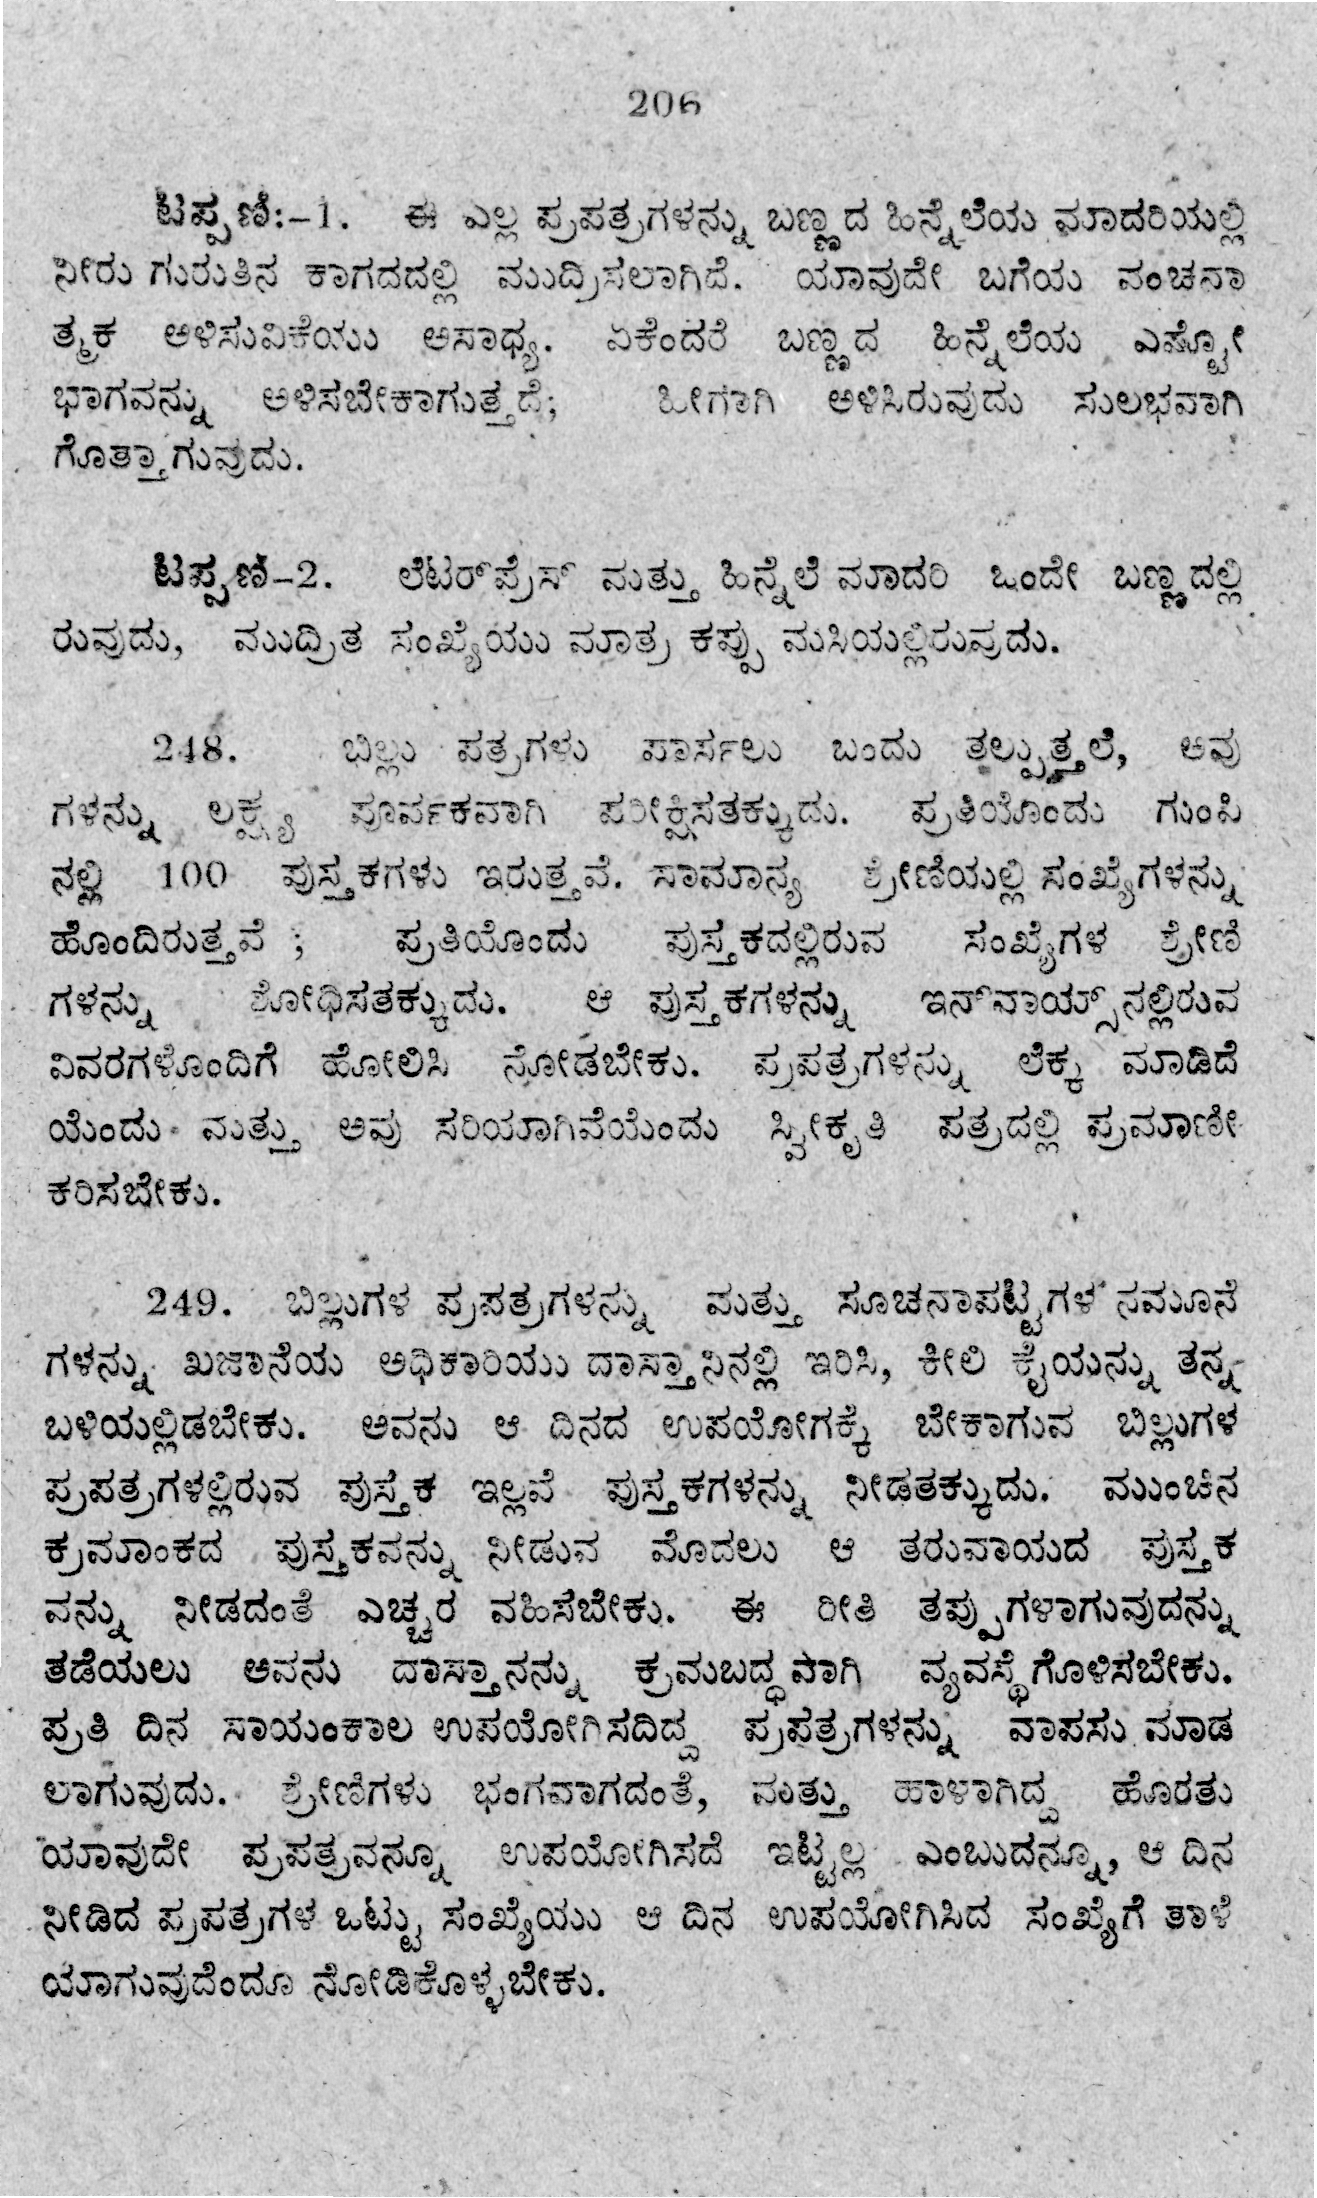 206
ಟಿಪ್ಪಣಿ:–1. ಈ ಎಲ್ಲ ಪ್ರಪತ್ರಗಳನ್ನು ಬಣ್ಣದ ಹಿನ್ನೆಲೆಯ ಮಾದರಿಯಲ್ಲಿ
ನೀರು ಗುರುತಿನ ಕಾಗದದಲ್ಲಿ ಮುದ್ರಿಸಲಾಗಿದೆ. ಯಾವುದೇ ಬಗೆಯ ವಂಚನಾ
ತ್ಮಕ ಅಳಿಸುವಿಕೆಯು ಅಸಾಧ್ಯ. ಏಕೆಂದರೆ ಬಣ್ಣದ ಹಿನ್ನೆಲೆಯ ಎಷ್ಟೋ
ಭಾಗವನ್ನು ಅಳಿಸಬೇಕಾಗುತ್ತದೆ; ಹೀಗಾಗಿ ಅಳಿಸಿರುವುದು ಸುಲಭವಾಗಿ
ಗೊತ್ತಾಗುವುದು.
ಟಿಪ್ಪಣಿ–2. ಲೆಟರ್‌ಪ್ರೆಸ್ ಮತ್ತು ಹಿನ್ನೆಲೆ ಮಾದರಿ ಒಂದೇ ಬಣ್ಣದಲ್ಲಿ
ರುವುದು, ಮುದ್ರಿತ ಸಂಖ್ಯೆಯು ಮಾತ್ರ ಕಪ್ಪು ಮಸಿಯಲ್ಲಿರುವುದು.
248. ಬಿಲ್ಲು ಪತ್ರಗಳು ಪಾರ್ಸಲು ಬಂದು ತಲ್ಪುತ್ತಲೆ, ಅವು
ಗಳನ್ನು ಲಕ್ಷ್ಯ ಪೂರ್ವಕವಾಗಿ ಪರೀಕ್ಷಿಸತಕ್ಕುದು. ಪ್ರತಿಯೊಂದು ಗುಂಪಿ
ನಲ್ಲಿ 100 ಪುಸ್ತಕಗಳು ಇರುತ್ತವೆ. ಸಾಮಾನ್ಯ ಶ್ರೇಣಿಯಲ್ಲಿ ಸಂಖ್ಯೆಗಳನ್ನು
ಹೊಂದಿರುತ್ತವೆ ; ಪ್ರತಿಯೊಂದು ಪುಸ್ತಕದಲ್ಲಿರುವ ಸಂಖ್ಯೆಗಳ ಶ್ರೇಣಿ
ಗಳನ್ನು ಶೋಧಿಸತಕ್ಕುದು. ಆ ಪುಸ್ತಕಗಳನ್ನು ಇನ್‌ವಾಯ್ಸ್‌ನಲ್ಲಿರುವ
ವಿವರಗಳೊಂದಿಗೆ ಹೋಲಿಸಿ ನೋಡಬೇಕು. ಪ್ರಪತ್ರಗಳನ್ನು ಲೆಕ್ಕ ಮಾಡಿದೆ
ಯೆಂದು ಮತ್ತು ಅವು ಸರಿಯಾಗಿವೆಯೆಂದು ಸ್ವೀಕೃತಿ ಪತ್ರದಲ್ಲಿ ಪ್ರಮಾಣೀ
ಕರಿಸಬೇಕು.
249. ಬಿಲ್ಲುಗಳ ಪ್ರಪತ್ರಗಳನ್ನು ಮತ್ತು ಸೂಚನಾಪಟ್ಟಿಗಳ ನಮೂನೆ
ಗಳನ್ನು ಖಜಾನೆಯ ಅಧಿಕಾರಿಯು ದಾಸ್ತಾನಿನಲ್ಲಿ ಇರಿಸಿ, ಕೀಲಿ ಕೈಯನ್ನು ತನ್ನ
ಬಳಿಯಲ್ಲಿಡಬೇಕು. ಅವನು ಆ ದಿನದ ಉಪಯೋಗಕ್ಕೆ ಬೇಕಾಗುವ ಬಿಲ್ಲುಗಳ
ಪ್ರಪತ್ರಗಳಲ್ಲಿರುವ ಪುಸ್ತಕ ಇಲ್ಲವೆ ಪುಸ್ತಕಗಳನ್ನು ನೀಡತಕ್ಕುದು. ಮುಂಚಿನ
ಕ್ರಮಾಂಕದ ಪುಸ್ತಕವನ್ನು ನೀಡುವ ಮೊದಲು ಆ ತರುವಾಯದ ಪುಸ್ತಕ
ವನ್ನು ನೀಡದಂತೆ ಎಚ್ಚರ ವಹಿಸಬೇಕು. ಈ ರೀತಿ ತಪ್ಪುಗಳಾಗುವುದನ್ನು
ತಡೆಯಲು ಅವನು ದಾಸ್ತಾನನ್ನು ಕ್ರಮಬದ್ಧವಾಗಿ ವ್ಯವಸ್ಥೆಗೊಳಿಸಬೇಕು.
ಪ್ರತಿ ದಿನ ಸಾಯಂಕಾಲ ಉಪಯೋಗಿಸದಿದ್ದ ಪ್ರಪತ್ರಗಳನ್ನು ವಾಪಸು ಮಾಡ
ಲಾಗುವುದು. ಶ್ರೇಣಿಗಳು ಭಂಗವಾಗದಂತೆ, ಮತ್ತು ಹಾಳಾಗಿದ್ದ ಹೊರತು
ಯಾವುದೇ ಪ್ರಪತ್ರವನ್ನೂ ಉಪಯೋಗಿಸದೆ ಇಟ್ಟಿಲ್ಲ ಎಂಬುದನ್ನೂ, ಆ ದಿನ
ನೀಡಿದ ಪ್ರಪತ್ರಗಳ ಒಟ್ಟು ಸಂಖ್ಯೆಯು ಆ ದಿನ ಉಪಯೋಗಿಸಿದ ಸಂಖ್ಯೆಗೆ ತಾಳೆ
ಯಾಗುವುದೆಂದೂ ನೋಡಿಕೊಳ್ಳಬೇಕು.